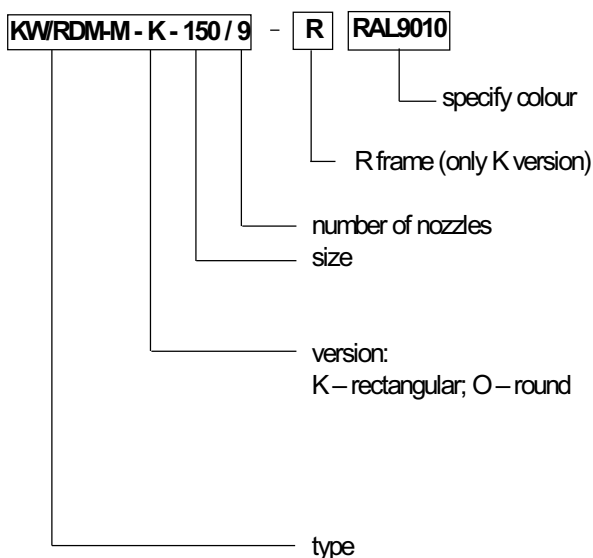 KW/RDM-M - K - 150 / 9 - R RAL9010
specify colour
R frame (only K version)
number of nozzles
size
version:
K – rectangular; O – round
type